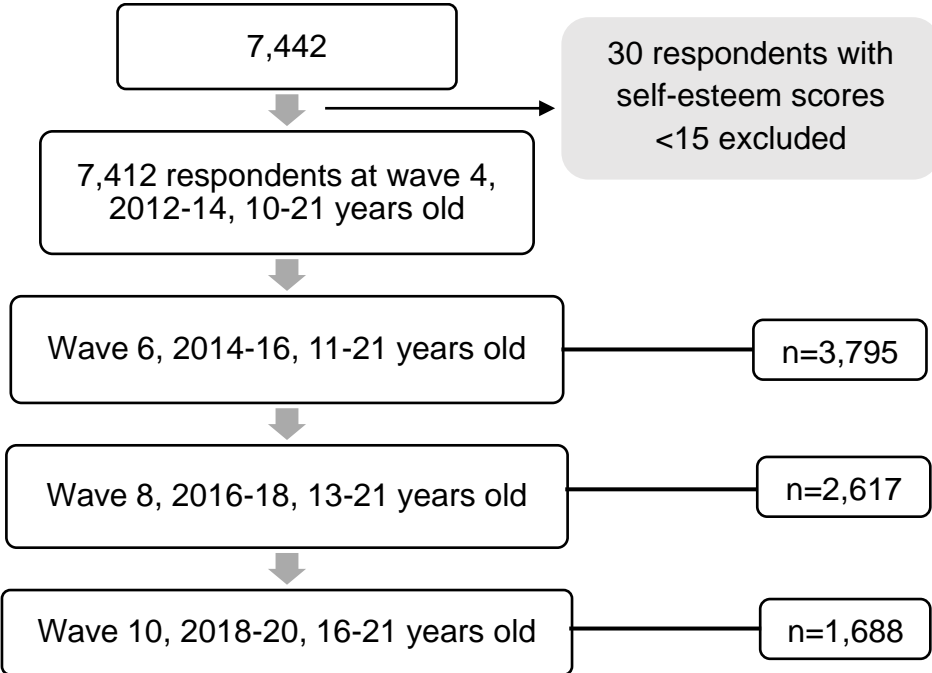 7,442
30 respondents with
self-esteem scores
<15 excluded
7,412 respondents at wave 4,
2012-14, 10-21 years old
Wave 6, 2014-16, 11-21 years old
n=3,795
Wave 8, 2016-18, 13-21 years old
n=2,617
Wave 10, 2018-20, 16-21 years old
n=1,688